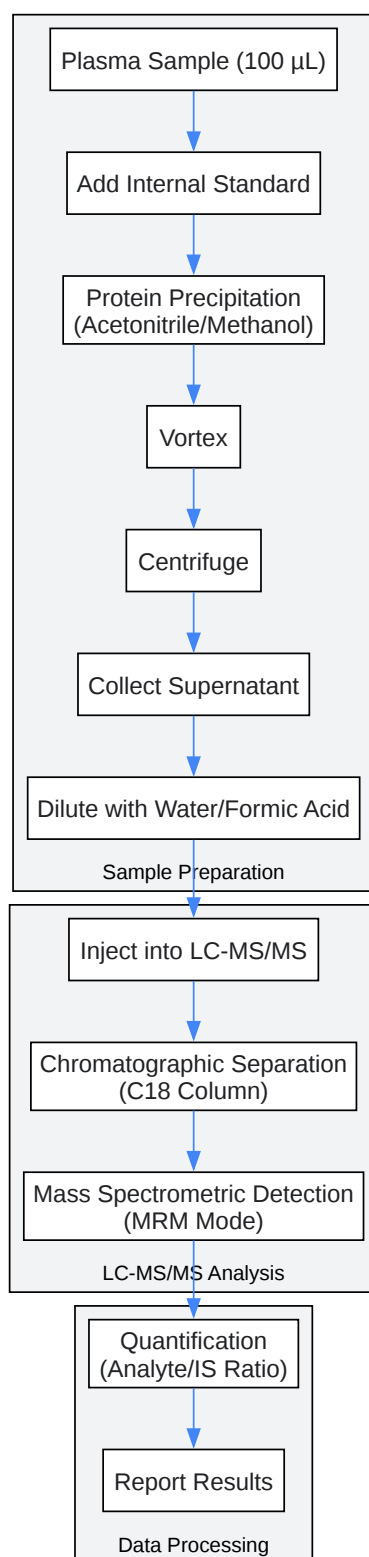 Plasma Sample (100 µL)
Add Internal Standard
Protein Precipitation
(Acetonitrile/Methanol)
Vortex
Centrifuge
Collect Supernatant
Dilute with Water/Formic Acid
Sample Preparation
Inject into LC-MS/MS
Chromatographic Separation
(C18 Column)
Mass Spectrometric Detection
(MRM Mode)
LC-MS/MS Analysis
Quantification
(Analyte/IS Ratio)
Report Results
Data Processing